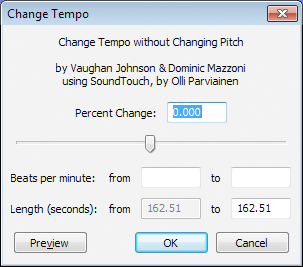 Change Tempo
Change Tempo without Changing Pitch
by Vaughan Johnson & Dominic Mazzoni
using SoundTouch, by Olli Parviainen
Percent Change: 0.000
Beats per minute: from to
Length (seconds): from 162.51 to 162.51
Preview OK Cancel